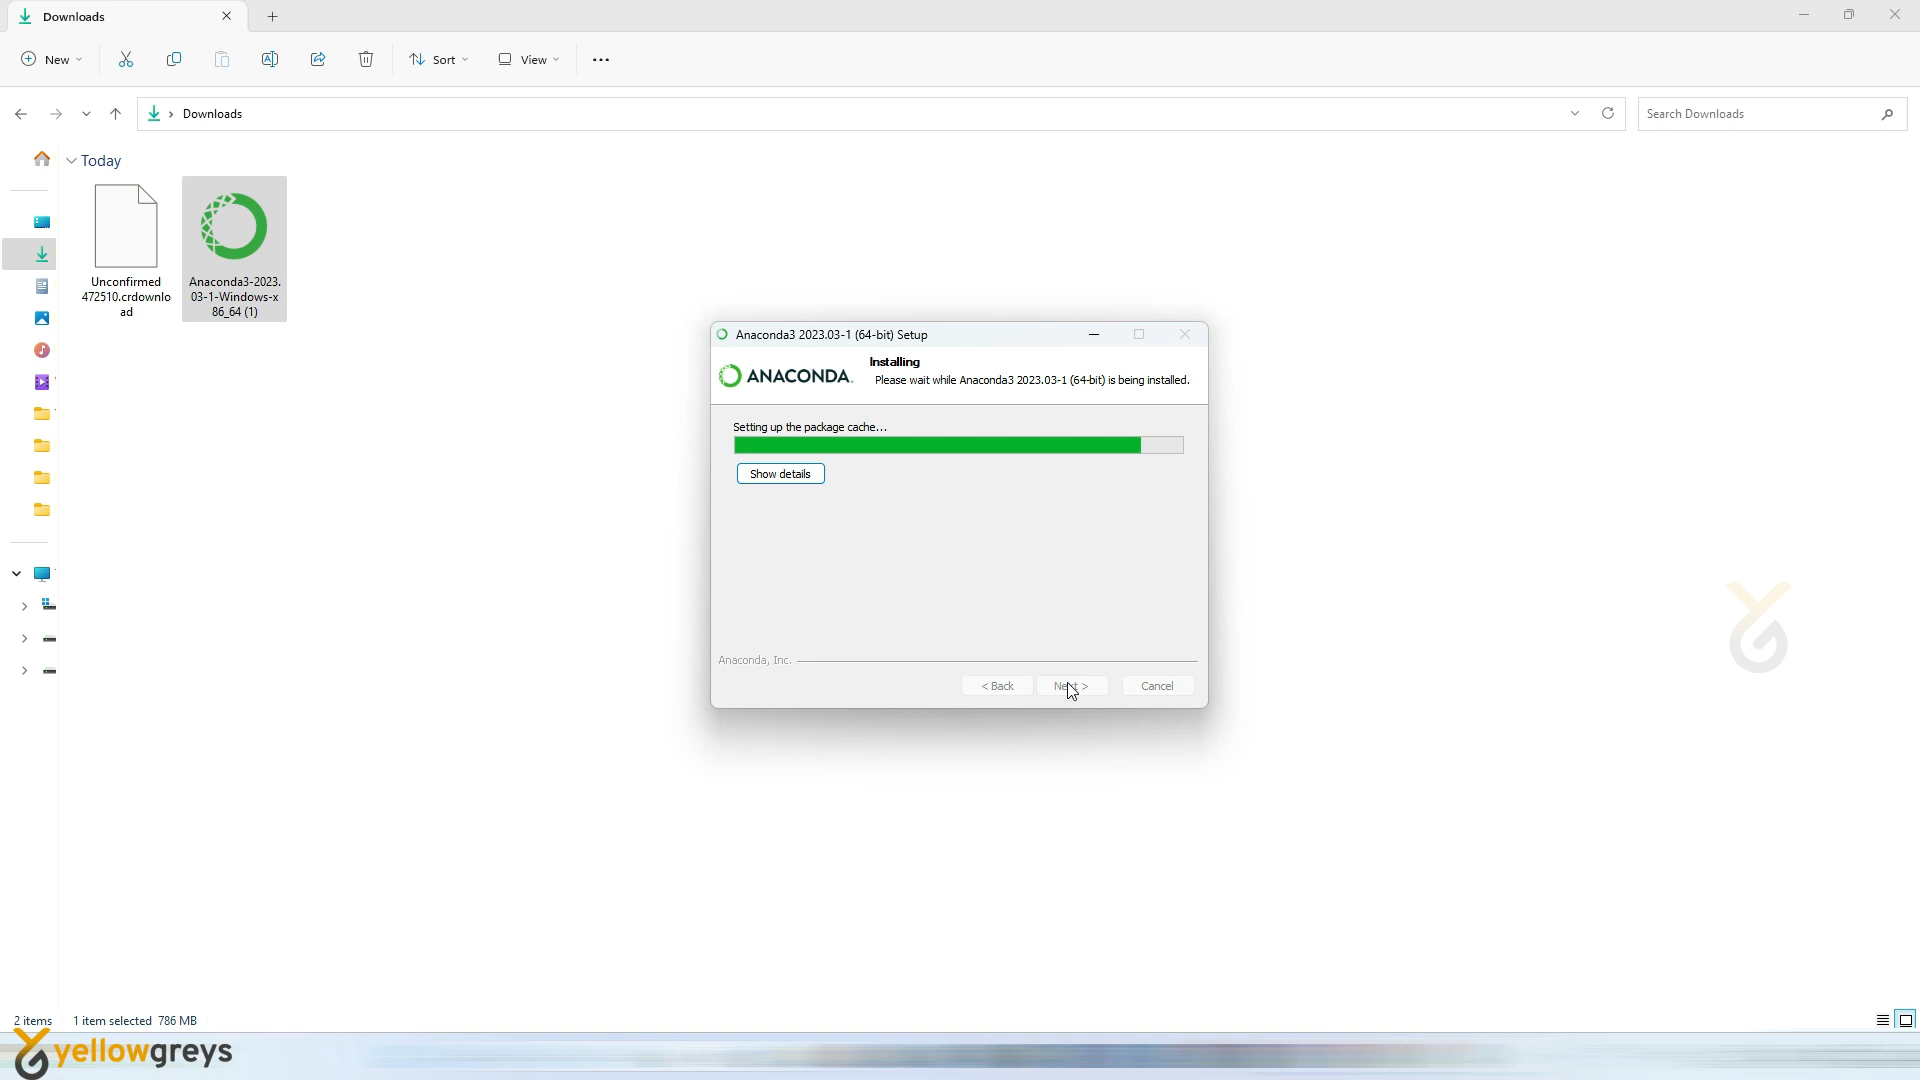 Downloads
New
Sort
View
Downloads
Search Downloads
Today
Unconfirmed
472510.crdownlo
ad
Anaconda3-2023.
03-1-Windows-x
86_64 (1)
Anaconda3 2023.03-1 (64-bit) Setup
ANACONDA.
Installing
Please wait while Anaconda3 2023.03-1 (64-bit) is being installed.
Setting up the package cache...
Show details
Anaconda, Inc.
< Back
Next >
Cancel
2 items
1 item selected 786 MB
yellowgreys